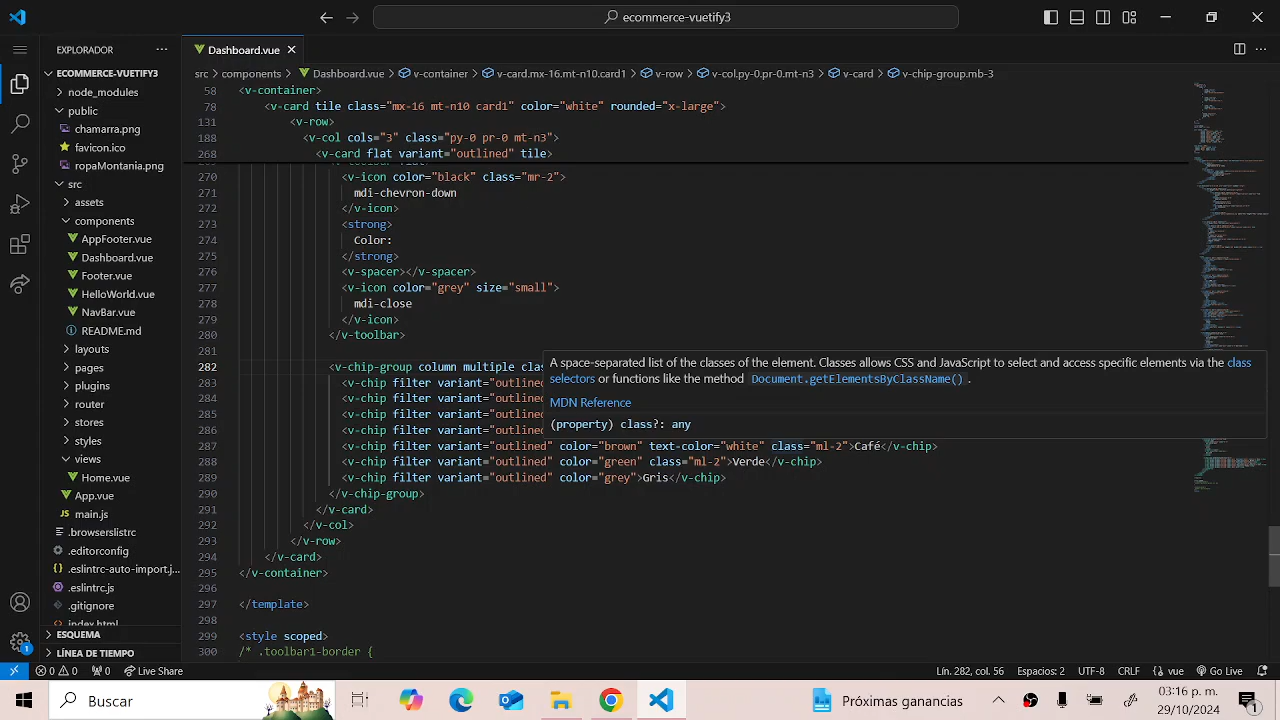 ecommerce-vuetify3
EXPLORADOR
Dashboard.vue
ECOMMERCE-VUETIFY3
src > components > Dashboard.vue > v-container > v-card.mx-16.mt-n10.card1 > v-row > v-col.py-0.pr-0.mt-n3 > v-card > v-chip-group.mb-3
node_modules
public
chamarra.png
favicon.ico
ropaMontania.png
src
assets
components
AppFooter.vue
Dashboard.vue
Footer.vue
HelloWorld.vue
NavBar.vue
README.md
layouts
pages
plugins
router
stores
styles
views
Home.vue
App.vue
main.js
.browserslistrc
.editorconfig
.eslintrc-auto-import.j...
.eslintrc.js
.gitignore
index.html
ESQUEMA
LÍNEA DE TIEMPO
58 <v-container>
78 <v-card tile class="mx-16 mt-n10 card1" color="white" rounded="x-large">
131 <v-row>
188 <v-col cols="3" class="py-0 pr-0 mt-n3">
268 <v-card flat variant="outlined" tile>
270 <v-icon color="black" class="mr-2">
271 mdi-chevron-down
272 </v-icon>
273 <strong>
274 Color:
275 </strong>
276 <v-spacer></v-spacer>
277 <v-icon color="grey" size="small">
278 mdi-close
279 </v-icon>
280 </v-toolbar>
281
282 <v-chip-group column multiple clas
283 <v-chip filter variant="outlined
284 <v-chip filter variant="outlined
285 <v-chip filter variant="outlined
286 <v-chip filter variant="outlined
287 <v-chip filter variant="outlined" color="brown" text-color="white" class="ml-2">Café</v-chip>
288 <v-chip filter variant="outlined" color="green" class="ml-2">Verde</v-chip>
289 <v-chip filter variant="outlined" color="grey">Gris</v-chip>
290 </v-chip-group>
291 </v-card>
292 </v-col>
293 </v-row>
294 </v-card>
295 </v-container>
296
297 </template>
298
299 <style scoped>
300 /* .toolbar1-border {
A space-separated list of the classes of the element. Classes allows CSS and JavaScript to select and access specific elements via the class
selectors or functions like the method Document.getElementsByClassName() .
MDN Reference
(property) class?: any
0 0 0 Live Share
Lín. 282, col. 56 Espacios: 2 UTF-8 CRLF {} vue Go Live
1
Buscar
Próximas ganancias
03:16 p. m.
29/10/2024
1